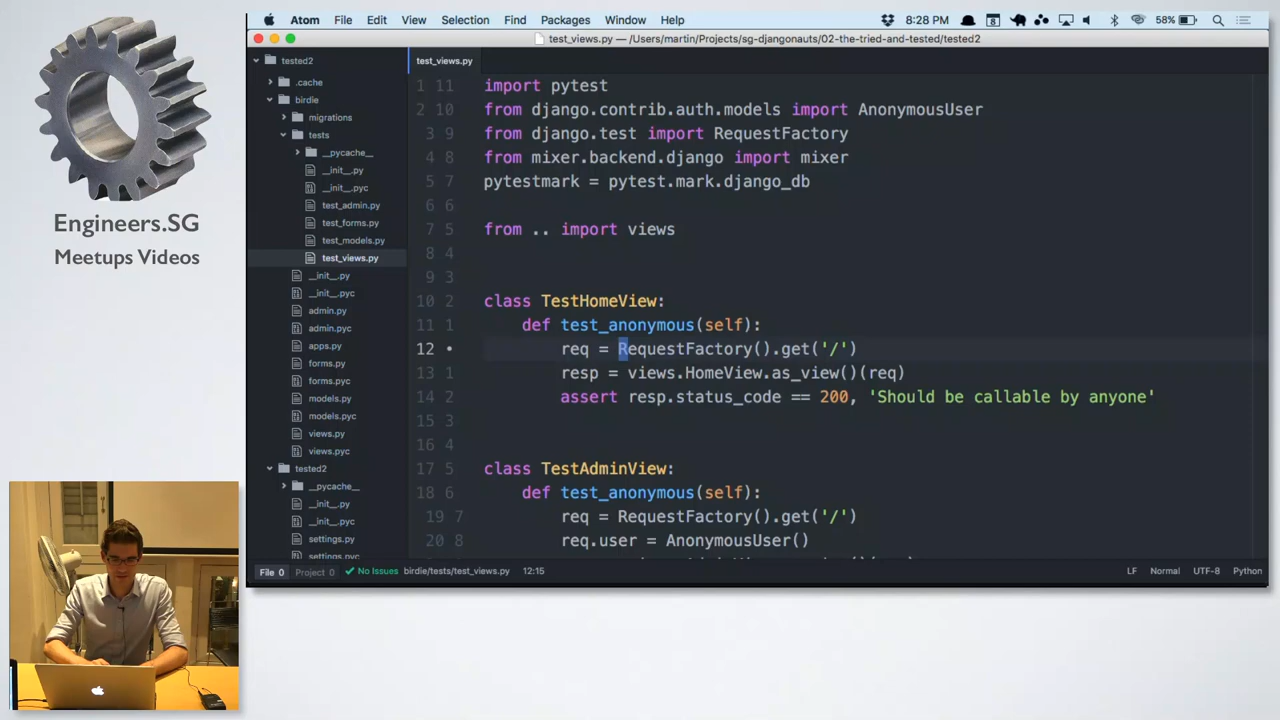 Engineers.SG
Meetups Videos
Atom File Edit View Selection Find Packages Window Help
8:28 PM 8 58%
test_views.py — /Users/martin/Projects/sg-djangonauts/02-the-tried-and-tested/tested2
tested2
.cache
birdie
migrations
tests
__pycache__
__init__.py
__init__.pyc
test_admin.py
test_forms.py
test_models.py
test_views.py
__init__.py
__init__.pyc
admin.py
admin.pyc
apps.py
forms.py
forms.pyc
models.py
models.pyc
views.py
views.pyc
tested2
__pycache__
__init__.py
__init__.pyc
settings.py
settings.pyc
test_views.py
1 11 import pytest
2 10 from django.contrib.auth.models import AnonymousUser
3 9 from django.test import RequestFactory
4 8 from mixer.backend.django import mixer
5 7 pytestmark = pytest.mark.django_db
6 6
7 5 from .. import views
8 4
9 3
10 2 class TestHomeView:
11 1 def test_anonymous(self):
12 • req = RequestFactory().get('/')
13 1 resp = views.HomeView.as_view()(req)
14 2 assert resp.status_code == 200, 'Should be callable by anyone'
15 3
16 4
17 5 class TestAdminView:
18 6 def test_anonymous(self):
19 7 req = RequestFactory().get('/')
20 8 req.user = AnonymousUser()
File 0 Project 0 No Issues birdie/tests/test_views.py 12:15 LF Normal UTF-8 Python